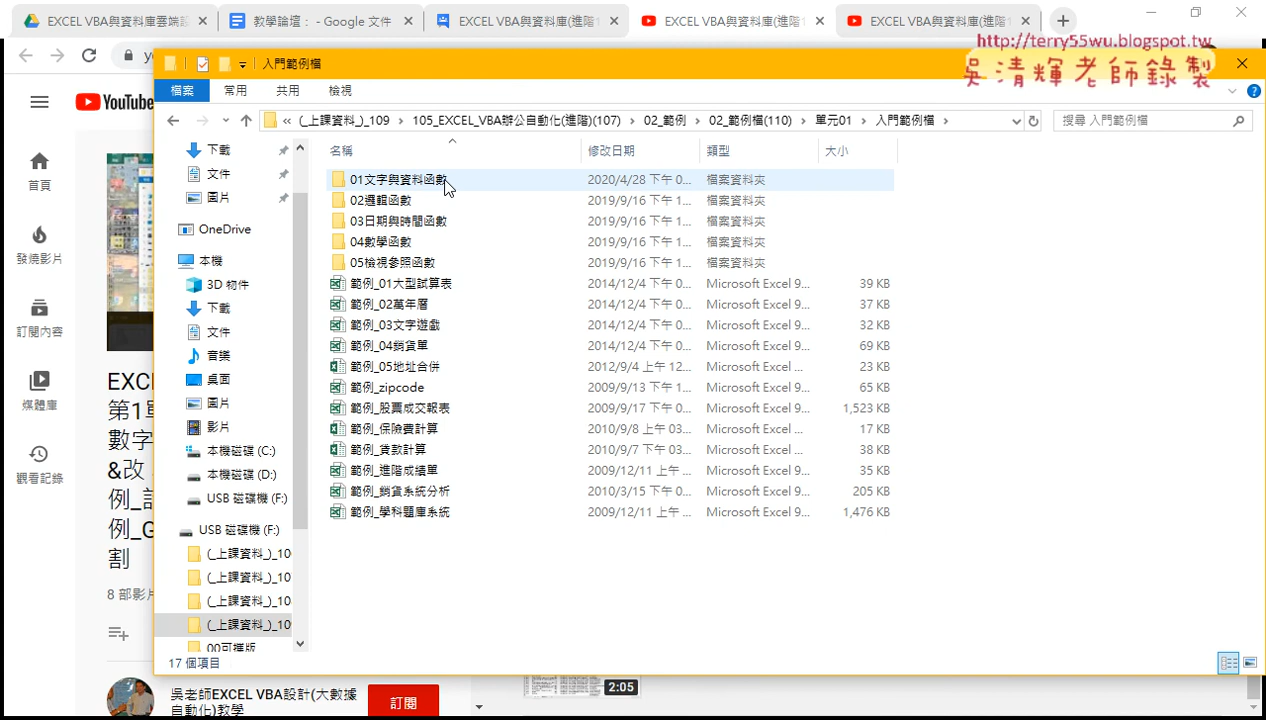 EXCEL VBA與資料庫雲端設
教學論壇： - Google 文件
EXCEL VBA與資料庫(進階1
EXCEL VBA與資料庫(進階1
EXCEL VBA與資料庫(進階1
http://terry55wu.blogspot.tw
吳清輝老師錄製
入門範例檔
檔案 常用 共用 檢視
« (_上課資料_)_109 › 105_EXCEL_VBA辦公自動化(進階)(107) › 02_範例 › 02_範例檔(110) › 單元01 › 入門範例檔 ›
搜尋 入門範例檔
YouTube
首頁
發燒影片
訂閱內容
媒體庫
觀看記錄
下載
文件
圖片
OneDrive
本機
3D 物件
下載
文件
音樂
桌面
圖片
影片
本機磁碟 (C:)
本機磁碟 (D:)
USB 磁碟機 (F:)
USB 磁碟機 (F:)
(_上課資料_)_10
(_上課資料_)_10
(_上課資料_)_10
(_上課資料_)_10
00可攜版
名稱 修改日期 類型 大小
01文字與資料函數 2020/4/28 下午 0... 檔案資料夾
02邏輯函數 2019/9/16 下午 1... 檔案資料夾
03日期與時間函數 2019/9/16 下午 1... 檔案資料夾
04數學函數 2019/9/16 下午 1... 檔案資料夾
05檢視參照函數 2019/9/16 下午 1... 檔案資料夾
範例_01大型試算表 2014/12/4 下午 0... Microsoft Excel 9... 39 KB
範例_02萬年曆 2014/12/4 下午 0... Microsoft Excel 9... 37 KB
範例_03文字遊戲 2014/12/4 下午 0... Microsoft Excel 9... 32 KB
範例_04銷貨單 2014/12/4 下午 0... Microsoft Excel 9... 69 KB
範例_05地址合併 2012/9/4 上午 12... Microsoft Excel ... 23 KB
範例_zipcode 2009/9/13 下午 1... Microsoft Excel 9... 65 KB
範例_股票成交報表 2009/9/17 下午 0... Microsoft Excel 9... 1,523 KB
範例_保險費計算 2010/9/8 上午 03... Microsoft Excel ... 17 KB
範例_貸款計算 2010/9/7 下午 03... Microsoft Excel ... 38 KB
範例_進階成績單 2009/12/11 上午 ... Microsoft Excel 9... 35 KB
範例_銷貨系統分析 2010/3/15 下午 0... Microsoft Excel 9... 205 KB
範例_學科題庫系統 2009/12/11 上午 ... Microsoft Excel 9... 1,476 KB
17 個項目
EXCE
第1單
數字
&改
例_
例_G
割
8 部影片
吳老師EXCEL VBA設計(大數據
自動化)教學
訂閱
2:05